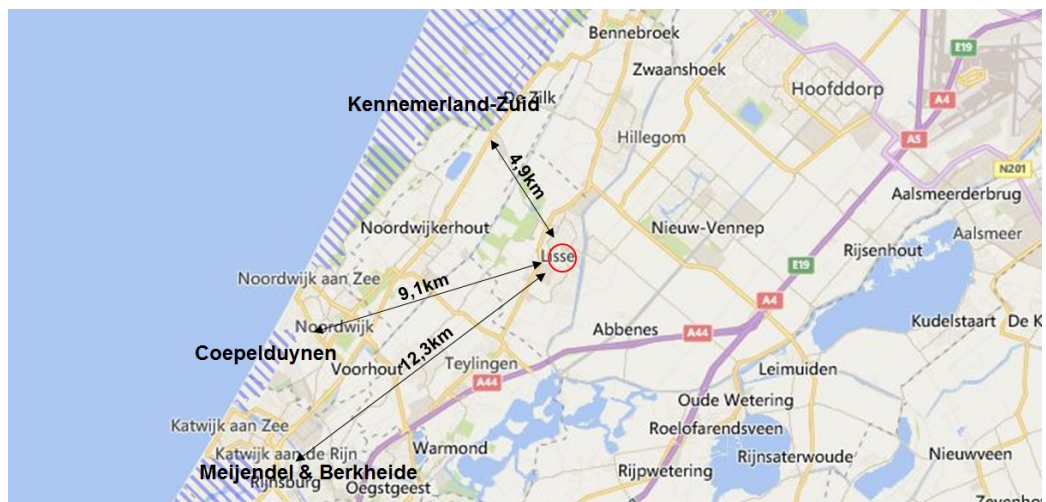 Bennebroek
E19
Zwaanshoek
Hoofddorp
A4
Kennemerland-Zuid
De Zilk
Hillegom
A5
N201
4,9km
Aalsmeerderbrug
Noordwijkerhout
Nieuw-Vennep
Aalsmeer
Lisse
Rijsenhout
Noordwijk aan Zee
E19
9,1km
A4
Noordwijk
Abbenes
A44
Kudelstaart
De K
12,3km
Coepelduynen
Voorhout
Teylingen
Leimuiden
A44
Oude Wetering
Katwijk aan Zee
Roelofarendsveen
Warmond
Katwijk aan de Rijn
Rijnsaterwoude
Nieuwveen
Meijendel & Berkheide
Rijpwetering
Rijnsburg
Oegstgeest
Zevenho